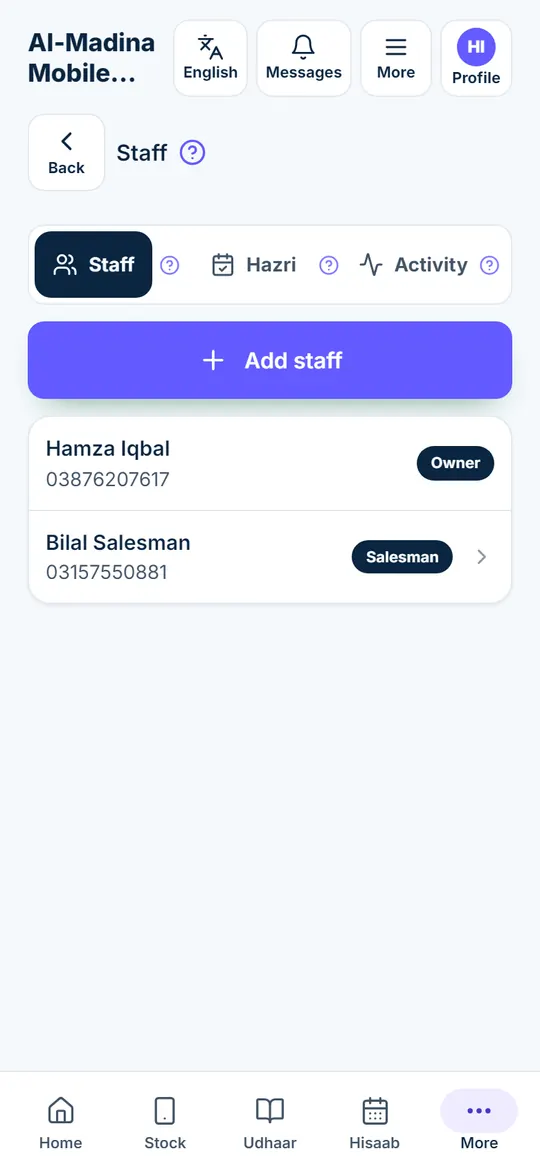 Al-Madina
Mobile...
English
Messages
More
HI
Profile
Back
Staff
Staff
Hazri
Activity
Add staff
Hamza Iqbal
03876207617
Owner
Bilal Salesman
03157550881
Salesman
Home
Stock
Udhaar
Hisaab
More